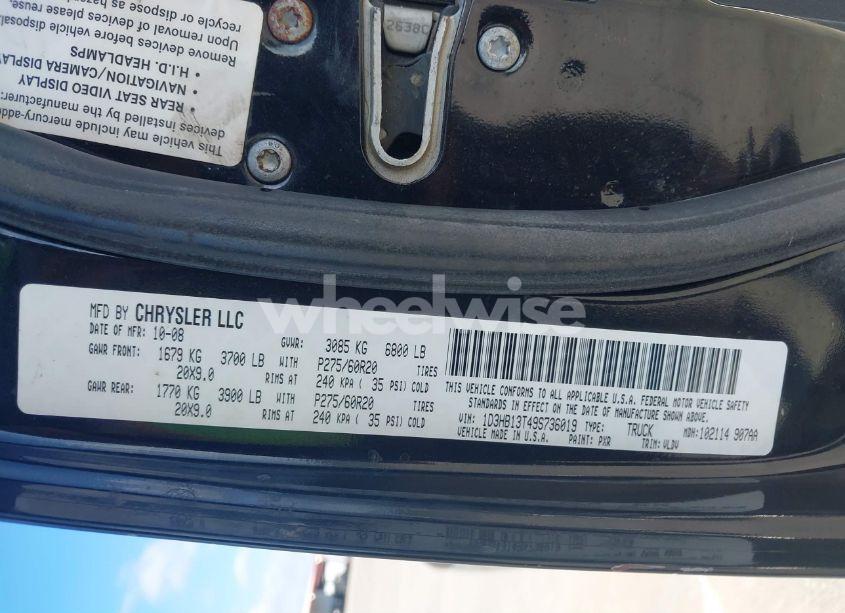 This vehicle may include mercury-added
devices installed by the manufacturer:
• REAR SEAT VIDEO DISPLAY
• NAVIGATION/CAMERA DISPLAY
• H.I.D. HEADLAMPS
Remove devices before vehicle disposal.
Upon removal of devices please reuse,
recycle or dispose as
2638C
wheelwise
MFD BY CHRYSLER LLC
DATE OF MFR: 10-08 GVWR: 3085 KG 6800 LB
GAWR FRONT: 1679 KG 3700 LB WITH P275/60R20 TIRES
20X9.0 RIMS AT 240 KPA ( 35 PSI) COLD
GAWR REAR: 1770 KG 3900 LB WITH P275/60R20 TIRES
20X9.0 RIMS AT 240 KPA ( 35 PSI) COLD
THIS VEHICLE CONFORMS TO ALL APPLICABLE U.S.A. FEDERAL MOTOR VEHICLE SAFETY
STANDARDS IN EFFECT ON THE DATE OF MANUFACTURE SHOWN ABOVE.
VIN: 1D3HB13T49S736019 TYPE: TRUCK MDH:102114 907AA
VEHICLE MADE IN U.S.A. PAINT: PXR TRIM: VLDV